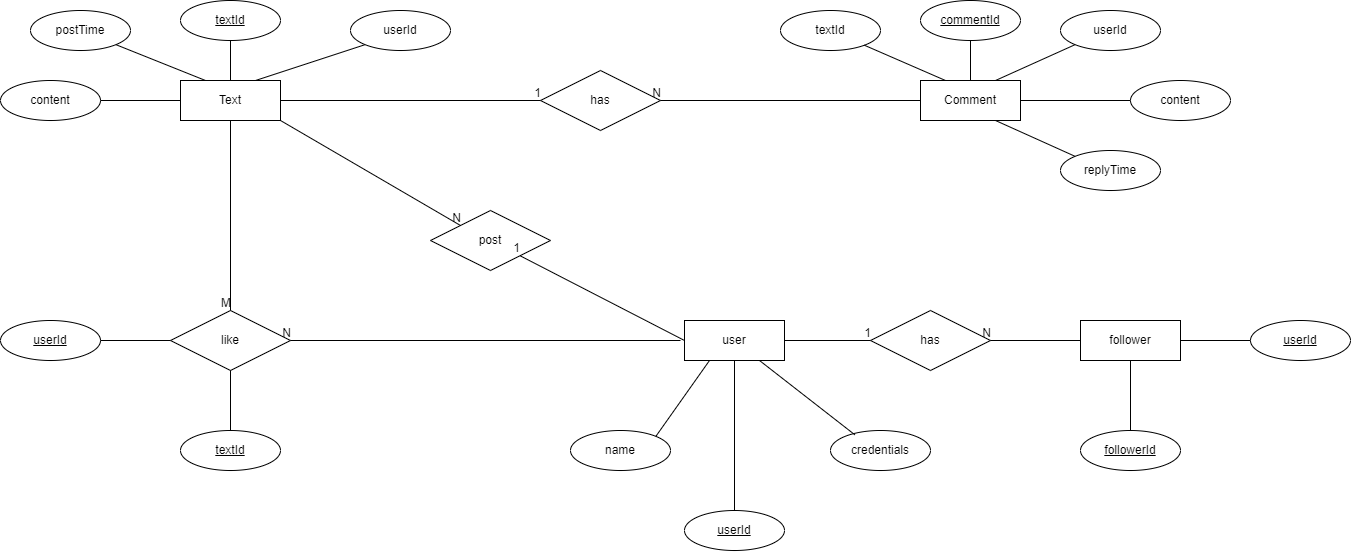 textId
postTime
userId
content
Text
1
has
N
textId
commentId
userId
Comment
content
replyTime
N
post
1
M
userId
like
N
textId
user
1
has
N
follower
userId
name
credentials
followerId
userId